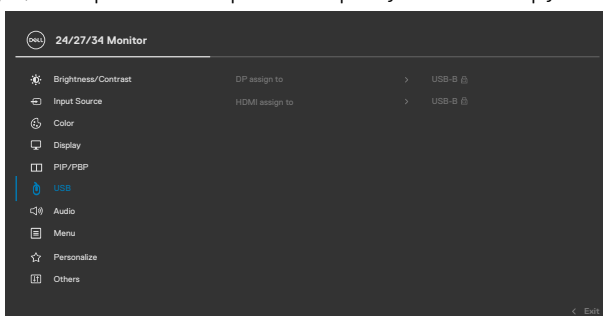 DELL 24/27/34 Monitor
Brightness/Contrast DP assign to > USB-B
Input Source HDMI assign to > USB-B
Color
Display
PIP/PBP
USB
Audio
Menu
Personalize
Others
< Exit